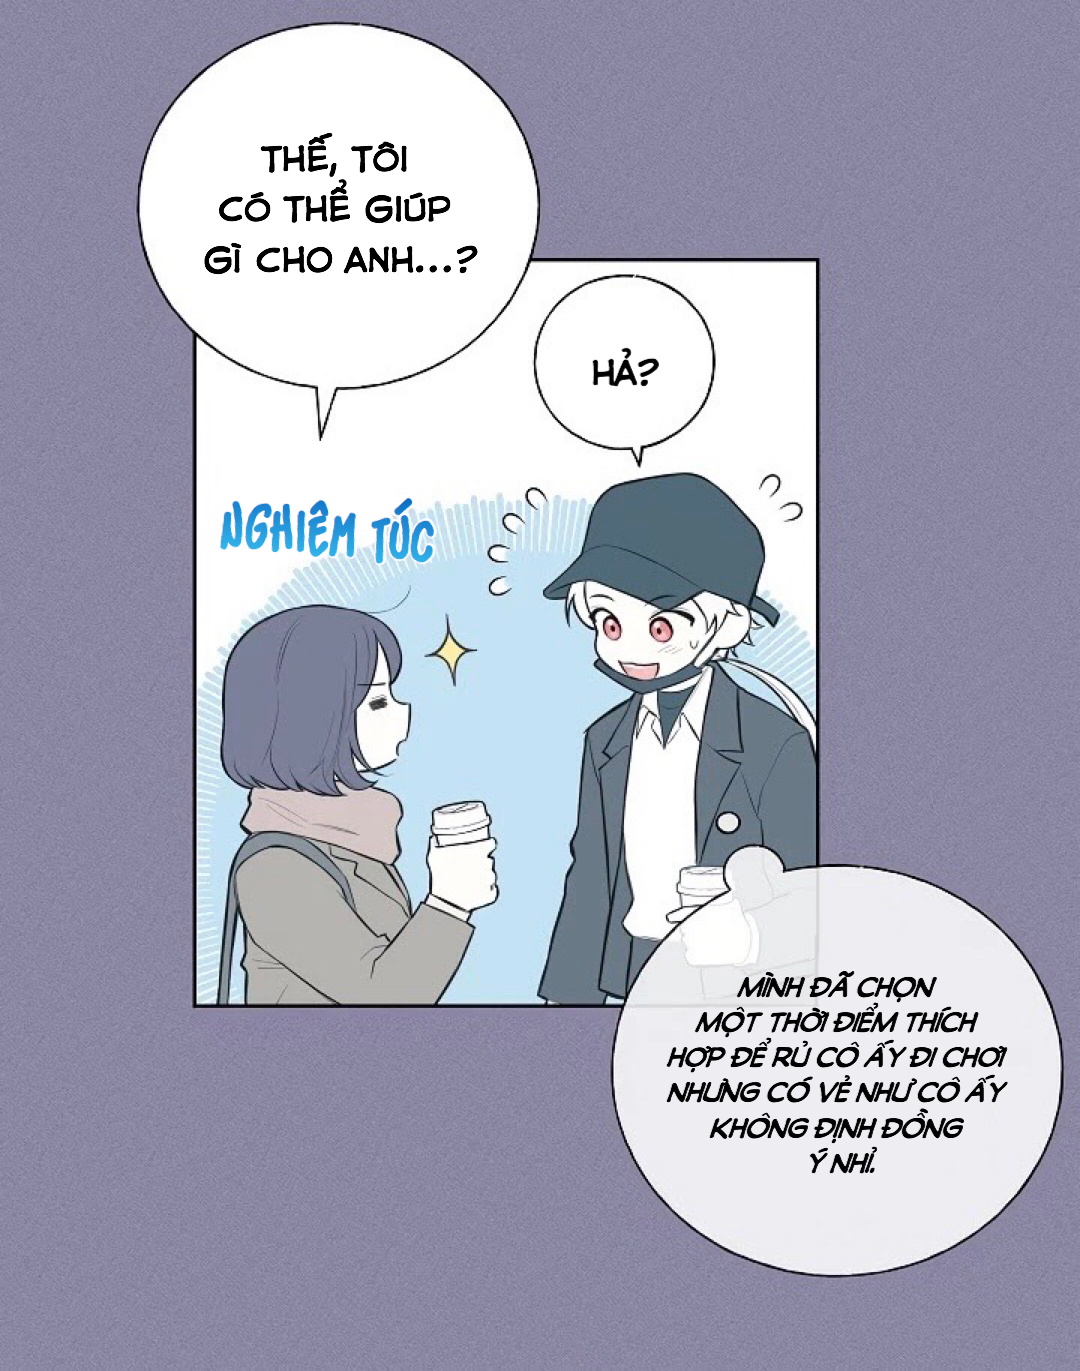 THẾ, TÔI
CÓ THỂ GIÚP
GÌ CHO ANH...?
HẢ?
NGHIÊM TÚC
MÌNH ĐÃ CHỌN
MỘT THỜI ĐIỂM THÍCH
HỢP ĐỂ RỦ CÔ ẤY ĐI CHƠI
NHƯNG CÓ VẺ NHƯ CÔ ẤY
KHÔNG ĐỊNH ĐỒNG
Ý NHỈ.